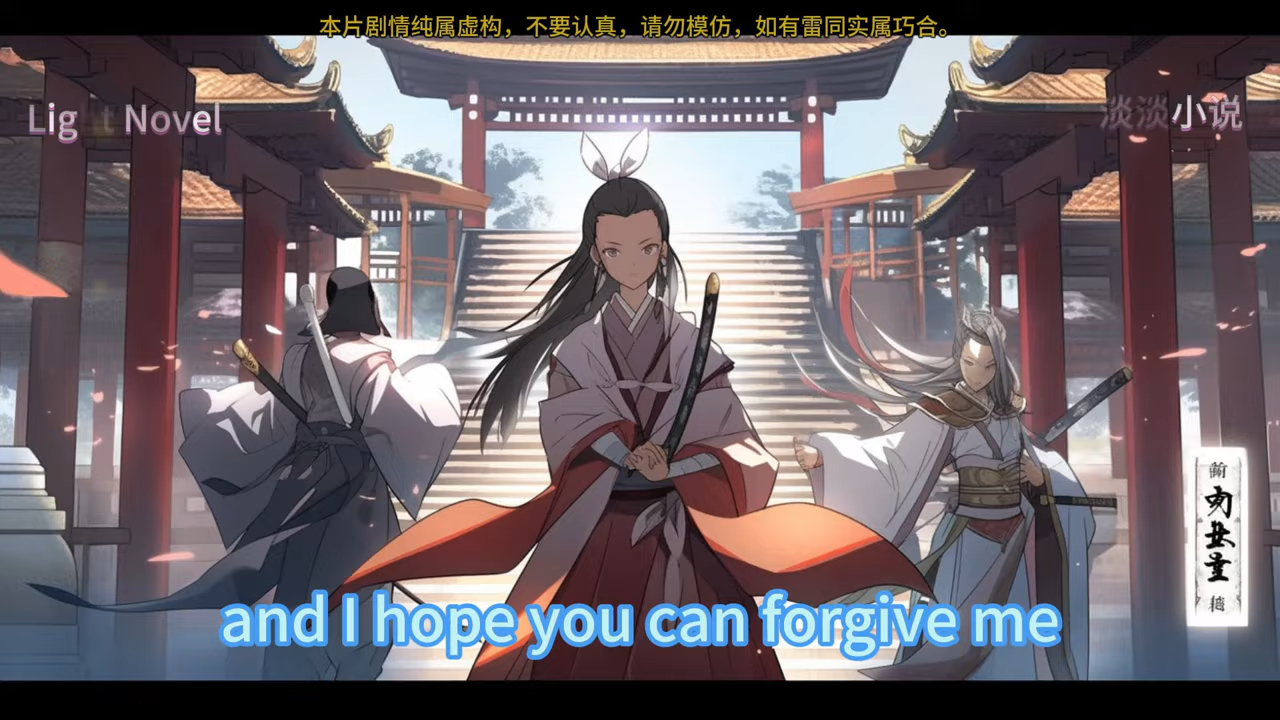 本片剧情纯属虚构，不要认真，请勿模仿，如有雷同实属巧合。
Light Novel
淡淡小说
and I hope you can forgive me